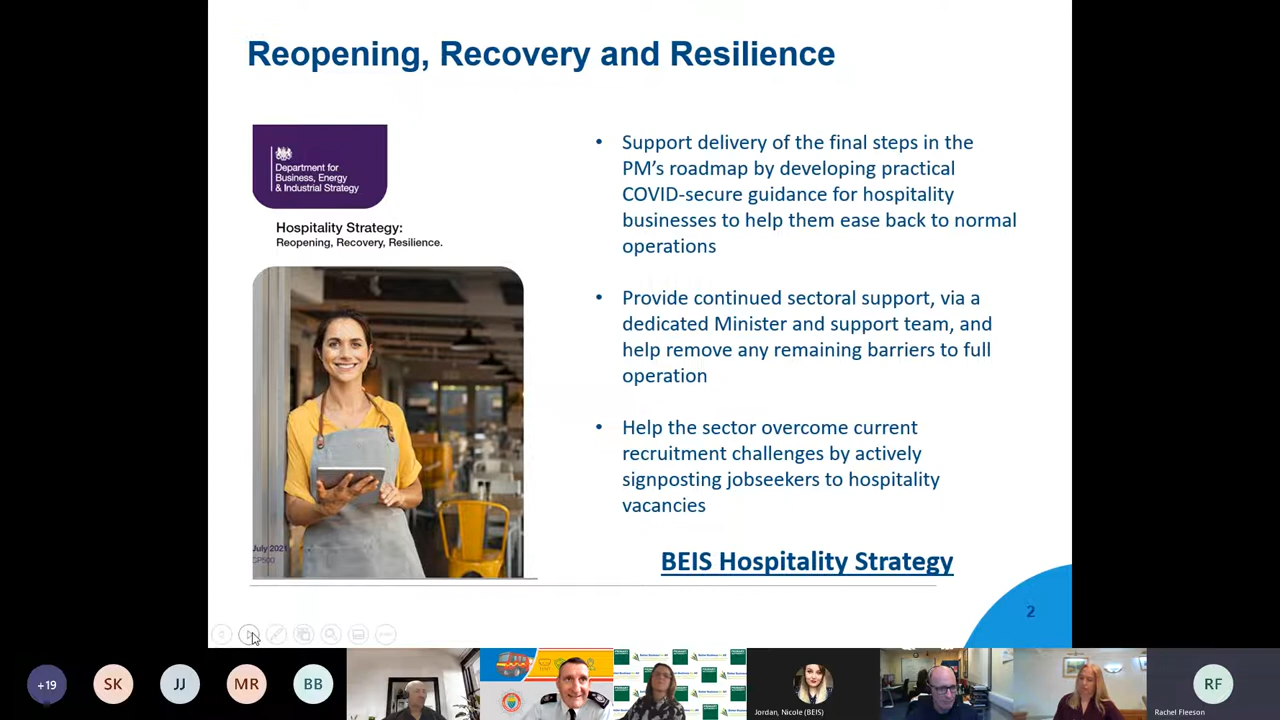 Reopening, Recovery and Resilience
Department for
Business, Energy
& Industrial Strategy
Hospitality Strategy:
Reopening, Recovery, Resilience.
July 2021
CP500
• Support delivery of the final steps in the
PM's roadmap by developing practical
COVID-secure guidance for hospitality
businesses to help them ease back to normal
operations
• Provide continued sectoral support, via a
dedicated Minister and support team, and
help remove any remaining barriers to full
operation
• Help the sector overcome current
recruitment challenges by actively
signposting jobseekers to hospitality
vacancies
BEIS Hospitality Strategy
2
+19
SK
JJ
MR
BB
Jordan, Nicole (BEIS)
RF
Rachel Fleeson